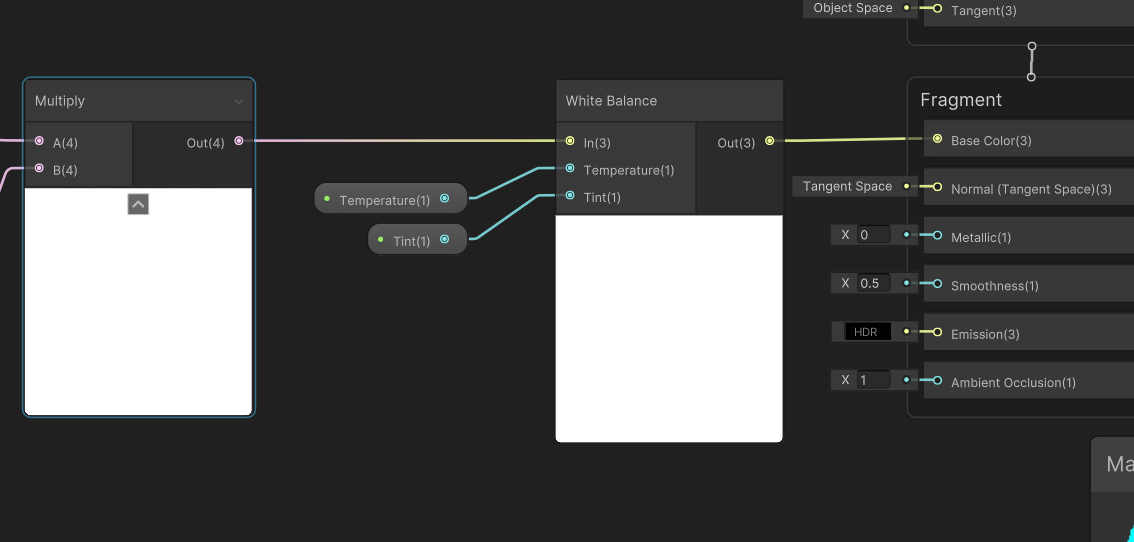 Object Space
Tangent(3)
Multiply
A(4)
Out(4)
B(4)
White Balance
In(3)
Out(3)
Temperature(1)
Tint(1)
Temperature(1)
Tint(1)
Fragment
Base Color(3)
Tangent Space
Normal (Tangent Space)(3)
X 0
Metallic(1)
X 0.5
Smoothness(1)
HDR
Emission(3)
X 1
Ambient Occlusion(1)